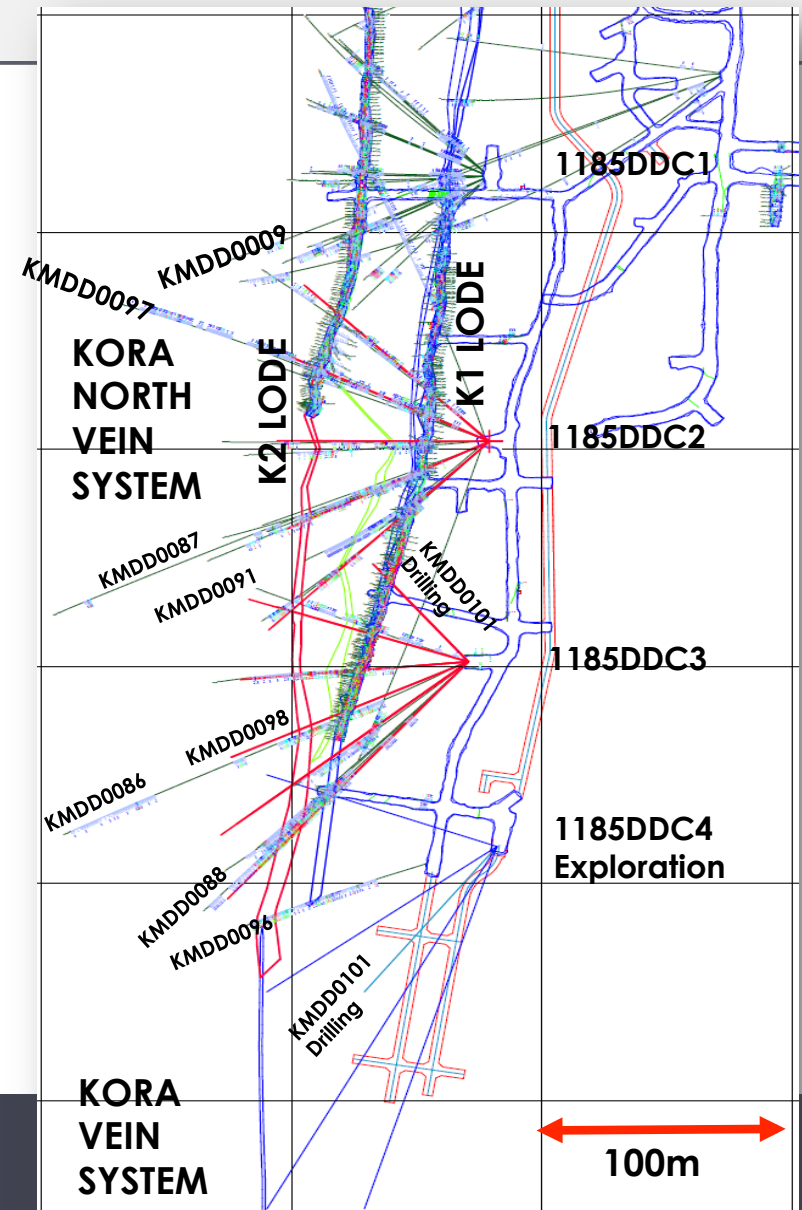 1185DDC1
KMDD0009
KMDD0097
K1 LODE
KORA
NORTH
VEIN
SYSTEM
K2 LODE
1185DDC2
KMDD0087
KMDD0091
KMDD0101
Drilling
1185DDC3
KMDD0098
KMDD0086
1185DDC4
Exploration
KMDD0088
KMDD0096
KMDD0101
Drilling
KORA
VEIN
SYSTEM
100m